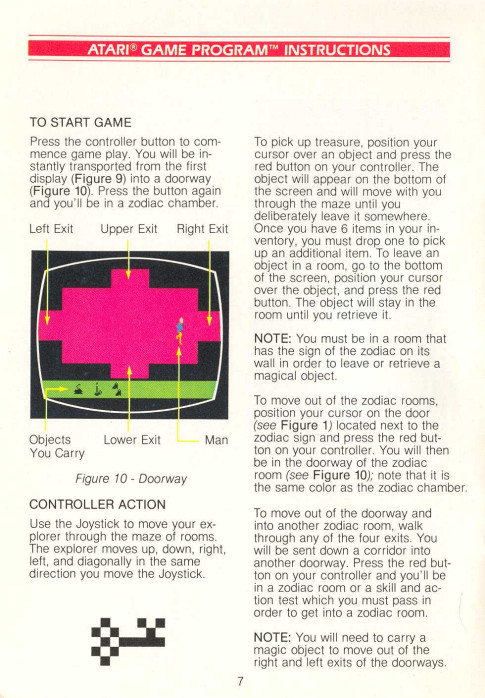 ATARI® GAME PROGRAM™ INSTRUCTIONS
TO START GAME
Press the controller button to com-
mence game play. You will be in-
stantly transported from the first
display (Figure 9) into a doorway
(Figure 10). Press the button again
and you'll be in a zodiac chamber.
Left Exit Upper Exit Right Exit
Objects Lower Exit Man
You Carry
Figure 10 - Doorway
CONTROLLER ACTION
Use the Joystick to move your ex-
plorer through the maze of rooms.
The explorer moves up, down, right,
left, and diagonally in the same
direction you move the Joystick.
To pick up treasure, position your
cursor over an object and press the
red button on your controller. The
object will appear on the bottom of
the screen and will move with you
through the maze until you
deliberately leave it somewhere.
Once you have 6 items in your in-
ventory, you must drop one to pick
up an additional item. To leave an
object in a room, go to the bottom
of the screen, position your cursor
over the object, and press the red
button. The object will stay in the
room until you retrieve it.
NOTE: You must be in a room that
has the sign of the zodiac on its
wall in order to leave or retrieve a
magical object.
To move out of the zodiac rooms,
position your cursor on the door
(see Figure 1) located next to the
zodiac sign and press the red but-
ton on your controller. You will then
be in the doorway of the zodiac
room (see Figure 10); note that it is
the same color as the zodiac chamber.
To move out of the doorway and
into another zodiac room, walk
through any of the four exits. You
will be sent down a corridor into
another doorway. Press the red but-
ton on your controller and you'll be
in a zodiac room or a skill and ac-
tion test which you must pass in
order to get into a zodiac room.
NOTE: You will need to carry a
magic object to move out of the
right and left exits of the doorways.
7